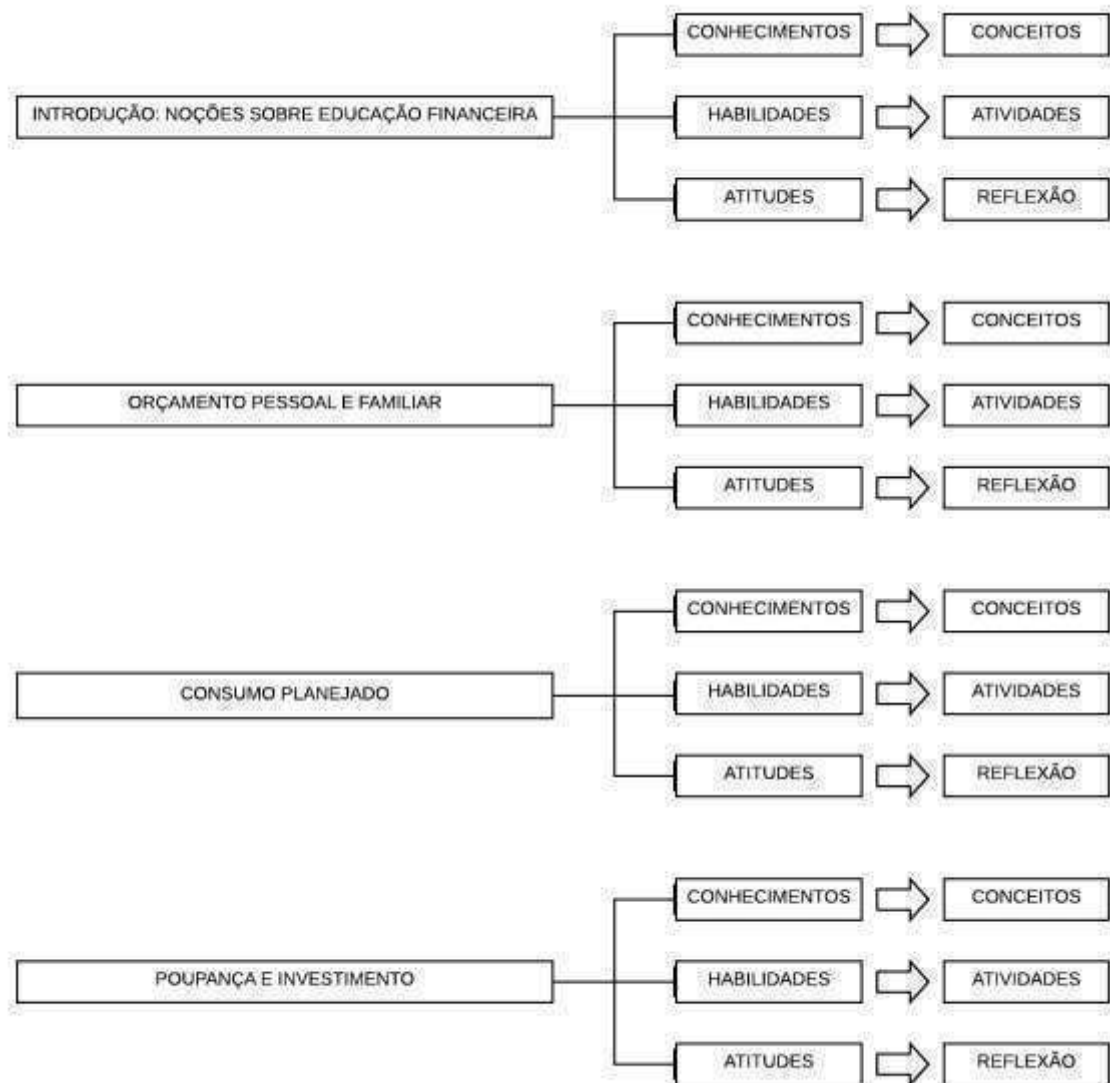 CONHECIMENTOS CONCEITOS
INTRODUÇÃO: NOÇÕES SOBRE EDUCAÇÃO FINANCEIRA HABILIDADES ATIVIDADES
ATITUDES REFLEXÃO
CONHECIMENTOS CONCEITOS
ORÇAMENTO PESSOAL E FAMILIAR HABILIDADES ATIVIDADES
ATITUDES REFLEXÃO
CONHECIMENTOS CONCEITOS
CONSUMO PLANEJADO HABILIDADES ATIVIDADES
ATITUDES REFLEXÃO
CONHECIMENTOS CONCEITOS
POUPANÇA E INVESTIMENTO HABILIDADES ATIVIDADES
ATITUDES REFLEXÃO